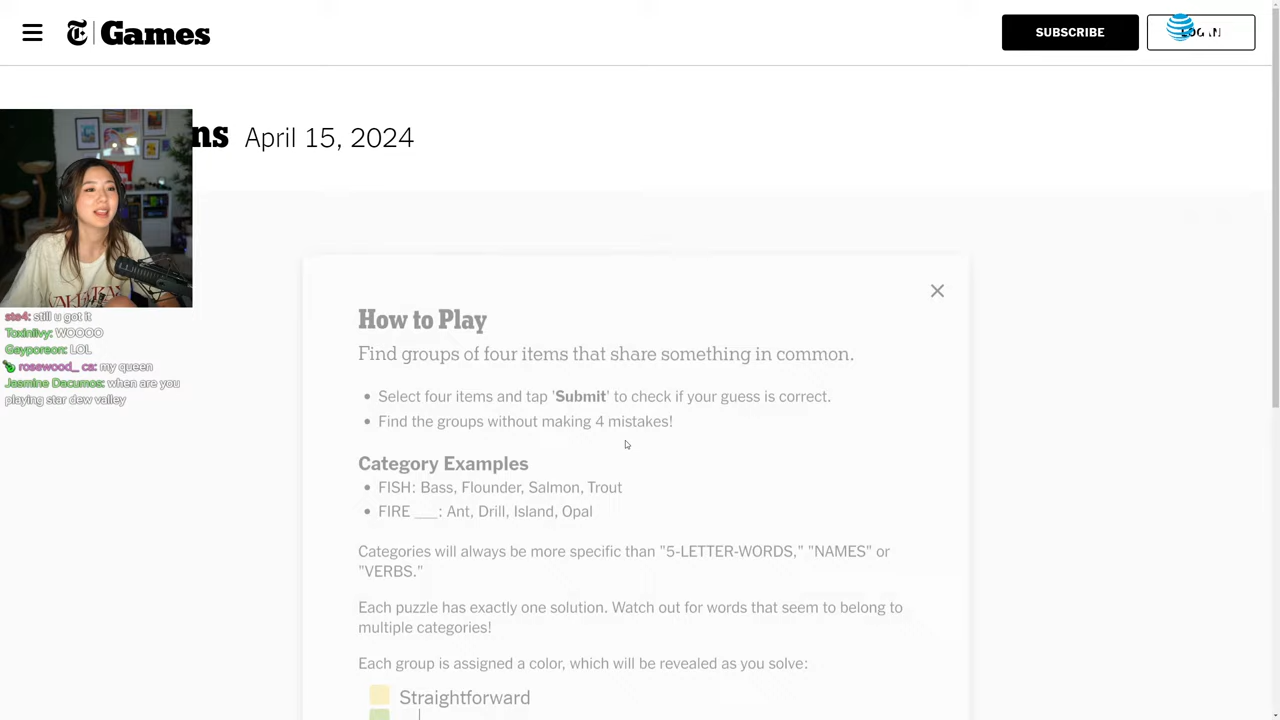 Games
SUBSCRIBE
ns April 15, 2024
ste4: still u got it
Toxiniivy: WOOOO
Gayporeon: LOL
rosewood_ca: my queen
Jasmine Dacumos: when are you
playing star dew valley
How to Play
Find groups of four items that share something in common.
• Select four items and tap 'Submit' to check if your guess is correct.
• Find the groups without making 4 mistakes!
Category Examples
• FISH: Bass, Flounder, Salmon, Trout
• FIRE ___: Ant, Drill, Island, Opal
Categories will always be more specific than "5-LETTER-WORDS," "NAMES" or
"VERBS."
Each puzzle has exactly one solution. Watch out for words that seem to belong to
multiple categories!
Each group is assigned a color, which will be revealed as you solve:
Straightforward